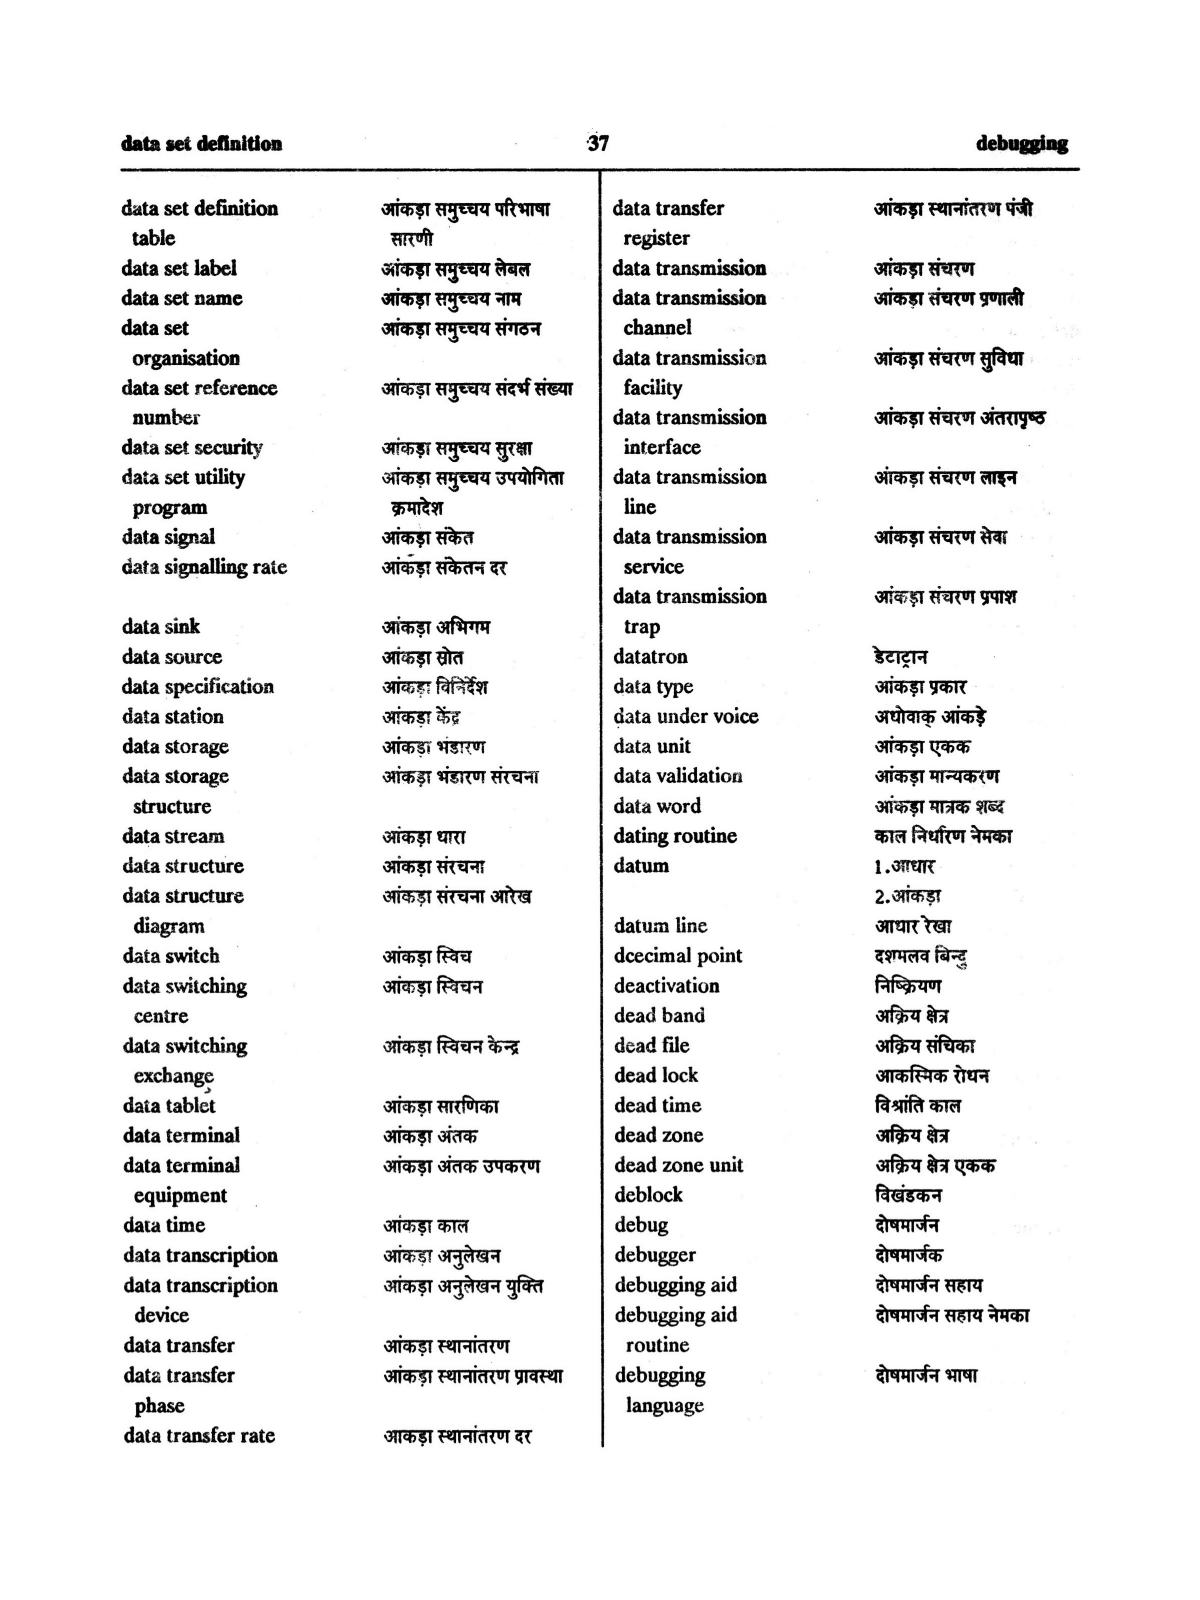 data set definition 37 debugging
data set definition आंकड़ा समुच्चय परिभाषा
table सारणी
data set label आंकड़ा समुच्चय लेबल
data set name आंकड़ा समुच्चय नाम
data set आंकड़ा समुच्चय संगठन
organisation
data set reference आंकड़ा समुच्चय संदर्भ संख्या
number
data set security आंकड़ा समुच्चय सुरक्षा
data set utility आंकड़ा समुच्चय उपयोगिता
program क्रमादेश
data signal आंकड़ा संकेत
data signalling rate आंकड़ा संकेतन दर
data sink आंकड़ा अभिगम
data source आंकड़ा स्रोत
data specification आंकड़ा विनिर्देश
data station आंकड़ा केंद्र
data storage आंकड़ा भंडारण
data storage आंकड़ा भंडारण संरचना
structure
data stream आंकड़ा धारा
data structure आंकड़ा संरचना
data structure आंकड़ा संरचना आरेख
diagram
data switch आंकड़ा स्विच
data switching आंकड़ा स्विचन
centre
data switching आंकड़ा स्विचन केन्द्र
exchange
data tablet आंकड़ा सारणिका
data terminal आंकड़ा अंतक
data terminal आंकड़ा अंतक उपकरण
equipment
data time आंकड़ा काल
data transcription आंकड़ा अनुलेखन
data transcription आंकड़ा अनुलेखन युक्ति
device
data transfer आंकड़ा स्थानांतरण
data transfer आंकड़ा स्थानांतरण प्रावस्था
phase
data transfer rate आकड़ा स्थानांतरण दर
data transfer आंकड़ा स्थानांतरण पंजी
register
data transmission आंकड़ा संचरण
data transmission आंकड़ा संचरण प्रणाली
channel
data transmission आंकड़ा संचरण सुविधा
facility
data transmission आंकड़ा संचरण अंतरापृष्ठ
interface
data transmission आंकड़ा संचरण लाइन
line
data transmission आंकड़ा संचरण सेवा
service
data transmission आंकड़ा संचरण प्रपाश
trap
datatron डेटाट्रान
data type आंकड़ा प्रकार
data under voice अधोवाक् आंकड़े
data unit आंकड़ा एकक
data validation आंकड़ा मान्यकरण
data word आंकड़ा मात्रक शब्द
dating routine काल निर्धारण नेमका
datum 1.आधार
2.आंकड़ा
datum line आधार रेखा
dcecimal point दशमलव बिन्दु
deactivation निष्क्रियण
dead band अक्रिय क्षेत्र
dead file अक्रिय संचिका
dead lock आकस्मिक रोधन
dead time विश्रांति काल
dead zone अक्रिय क्षेत्र
dead zone unit अक्रिय क्षेत्र एकक
deblock विखंडकन
debug दोषमार्जन
debugger दोषमार्जक
debugging aid दोषमार्जन सहाय
debugging aid दोषमार्जन सहाय नेमका
routine
debugging दोषमार्जन भाषा
language